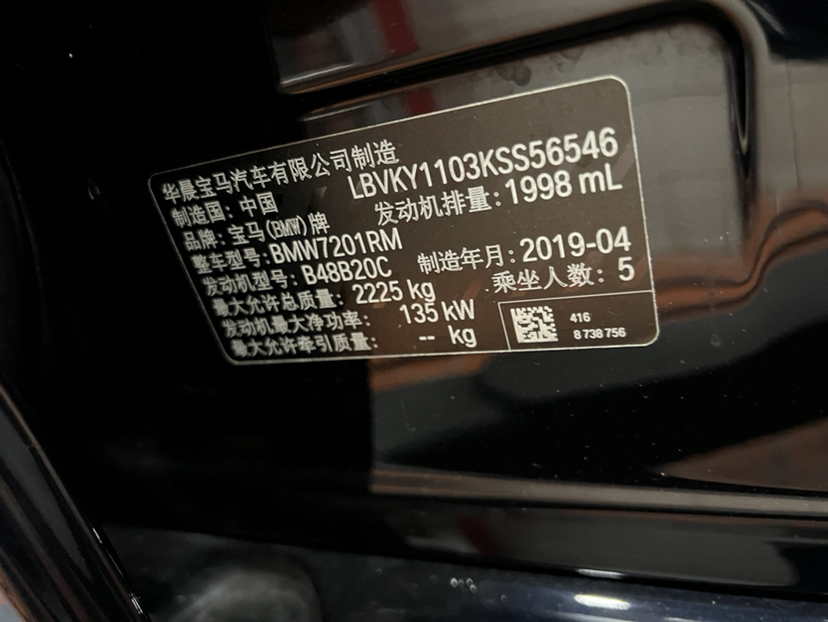 华晨宝马汽车有限公司制造
制造国: 中国 LBVKY1103KSS56546
品牌: 宝马(BMW)牌 发动机排量: 1998 mL
整车型号: BMW7201RM
发动机型号: B48B20C 制造年月: 2019-04
最大允许总质量: 2225 kg 乘坐人数: 5
发动机最大净功率: 135 kW
最大允许牵引质量: -- kg
416
8 738 756